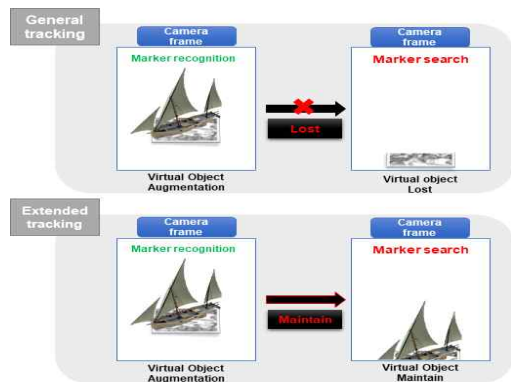 General
tracking
Camera
frame
Camera
frame
Marker recognition
Marker search
Lost
Virtual Object
Augmentation
Virtual object
Lost
Extended
tracking
Camera
frame
Camera
frame
Marker recognition
Marker search
Maintain
Virtual Object
Augmentation
Virtual Object
Maintain